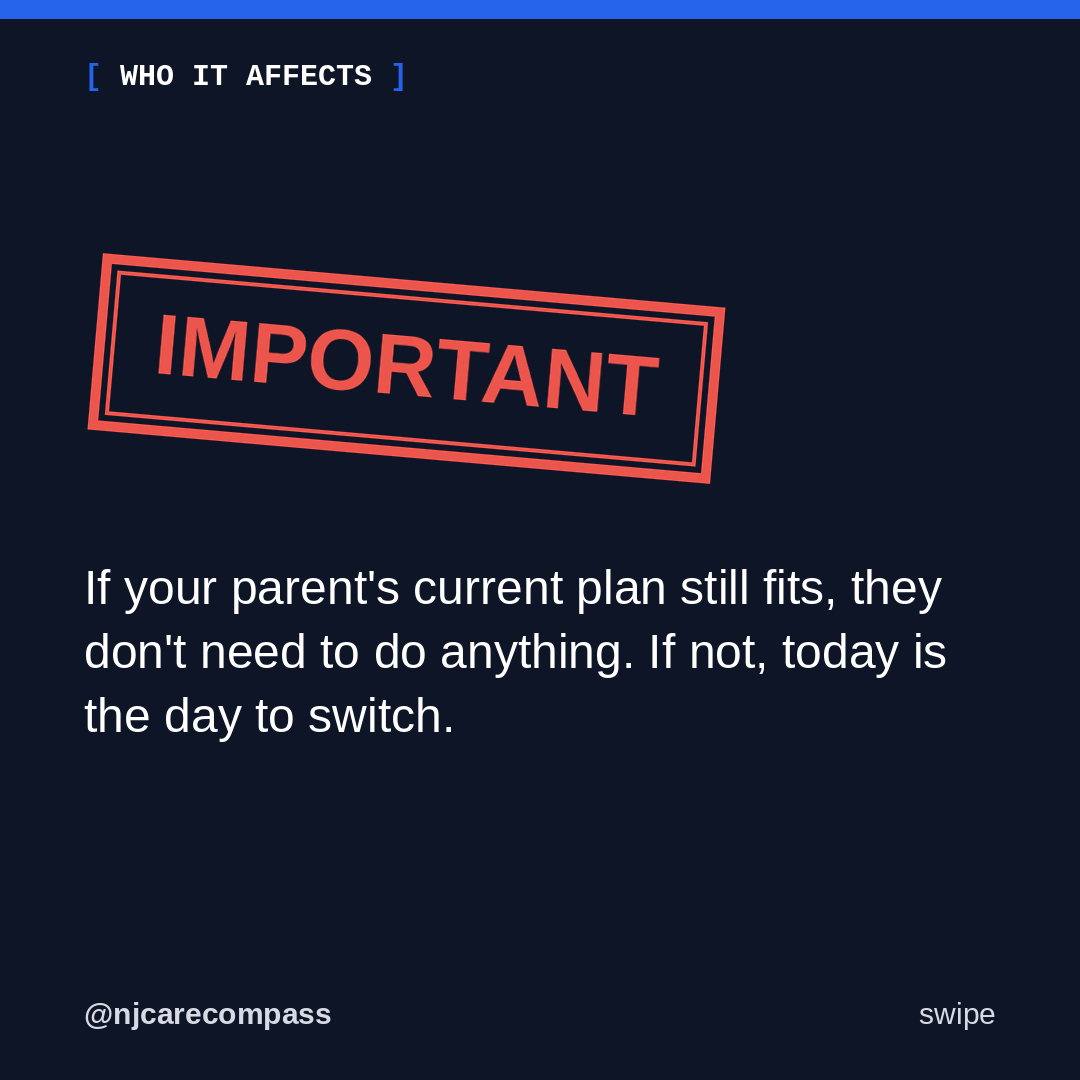 [ WHO IT AFFECTS ]
IMPORTANT
If your parent's current plan still fits, they
don't need to do anything. If not, today is
the day to switch.
@njcarecompass
swipe